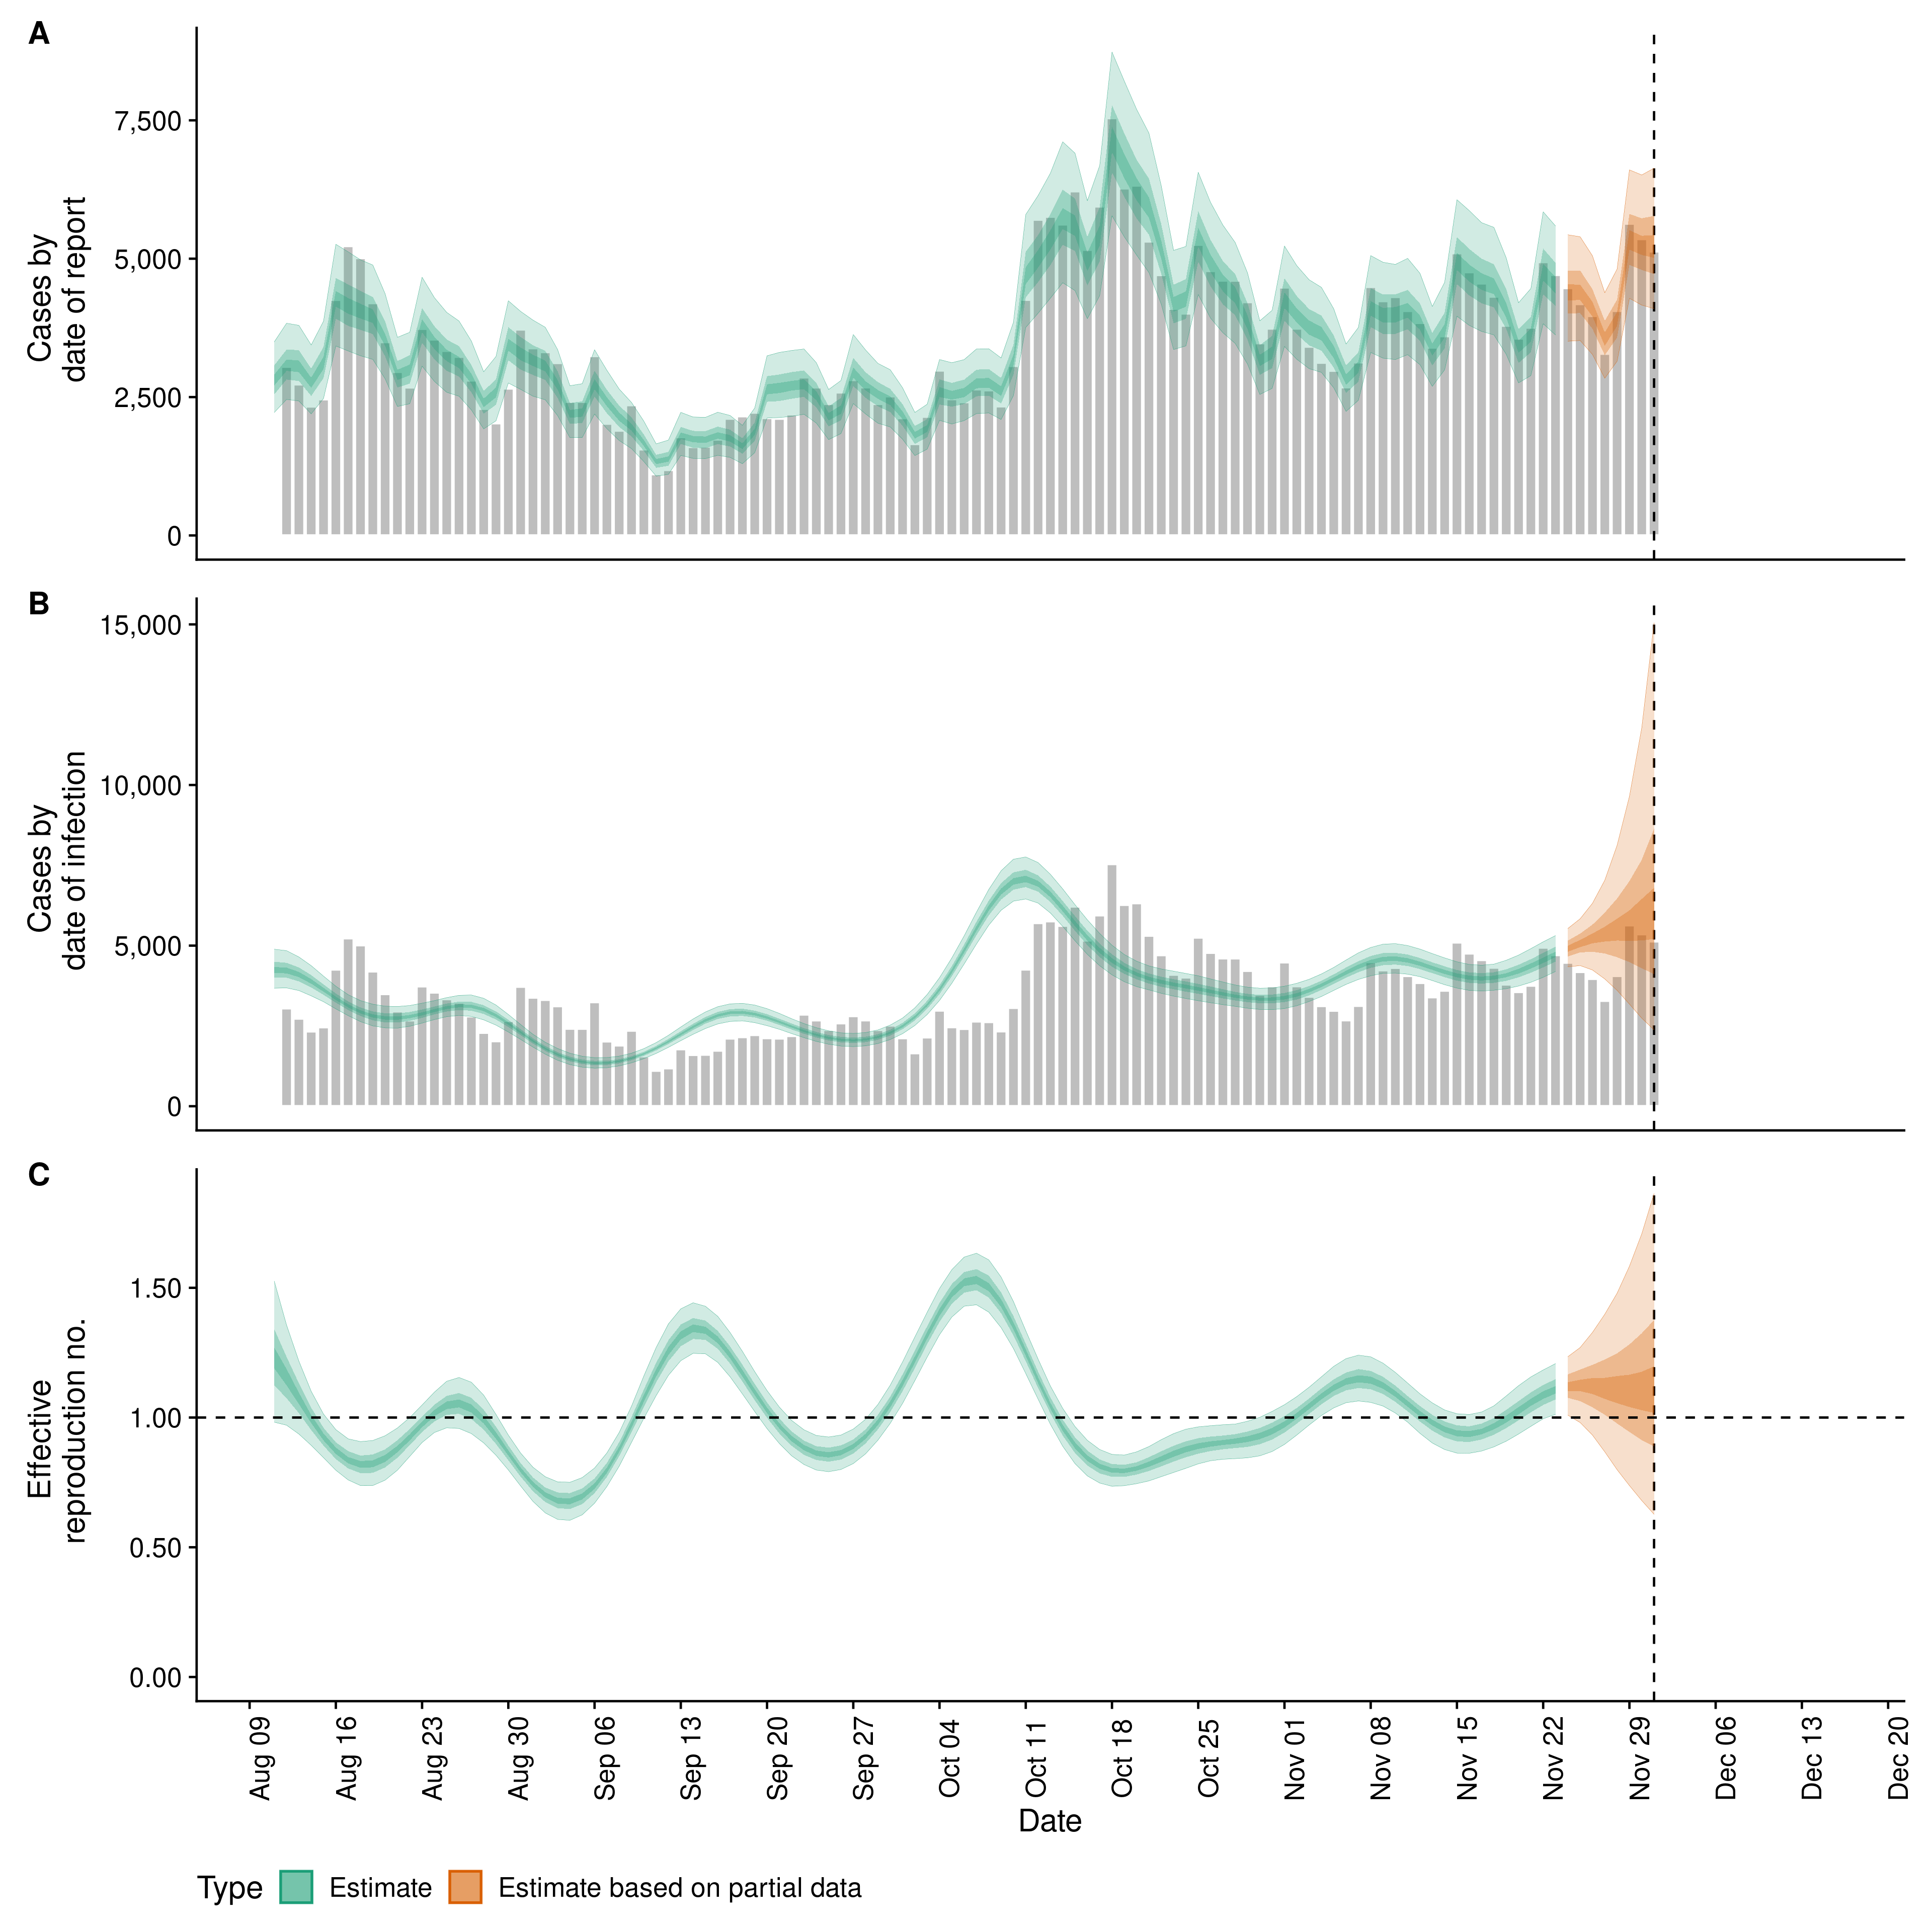 A
Cases by
date of report
7,500
5,000
2,500
0
B
Cases by
date of infection
15,000
10,000
5,000
0
C
Effective
reproduction no.
1.50
1.00
0.50
0.00
Aug 09
Aug 16
Aug 23
Aug 30
Sep 06
Sep 13
Sep 20
Sep 27
Oct 04
Oct 11
Oct 18
Oct 25
Nov 01
Nov 08
Nov 15
Nov 22
Nov 29
Dec 06
Dec 13
Dec 20
Date
Type Estimate Estimate based on partial data